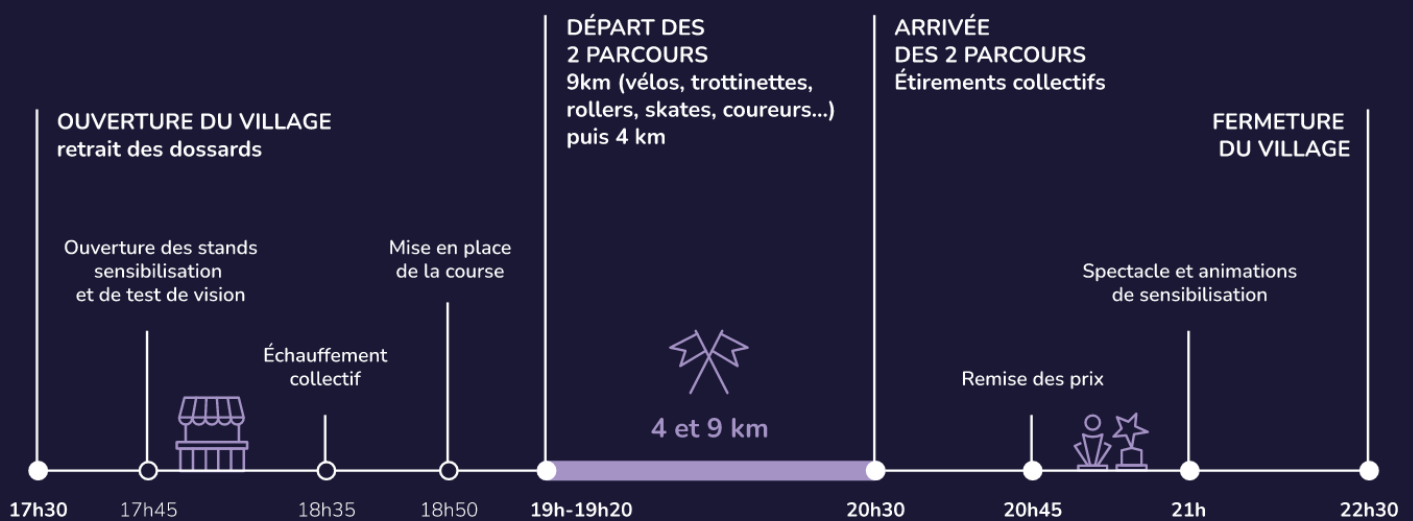 OUVERTURE DU VILLAGE
retrait des dossards
Ouverture des stands
sensibilisation
et de test de vision
Échauffement
collectif
Mise en place
de la course
DÉPART DES
2 PARCOURS
9km (vélos, trottinettes,
rollers, skates, coureurs...)
puis 4 km
4 et 9 km
ARRIVÉE
DES 2 PARCOURS
Étirements collectifs
Remise des prix
Spectacle et animations
de sensibilisation
FERMETURE
DU VILLAGE
17h30 17h45 18h35 18h50 19h-19h20 20h30 20h45 21h 22h30